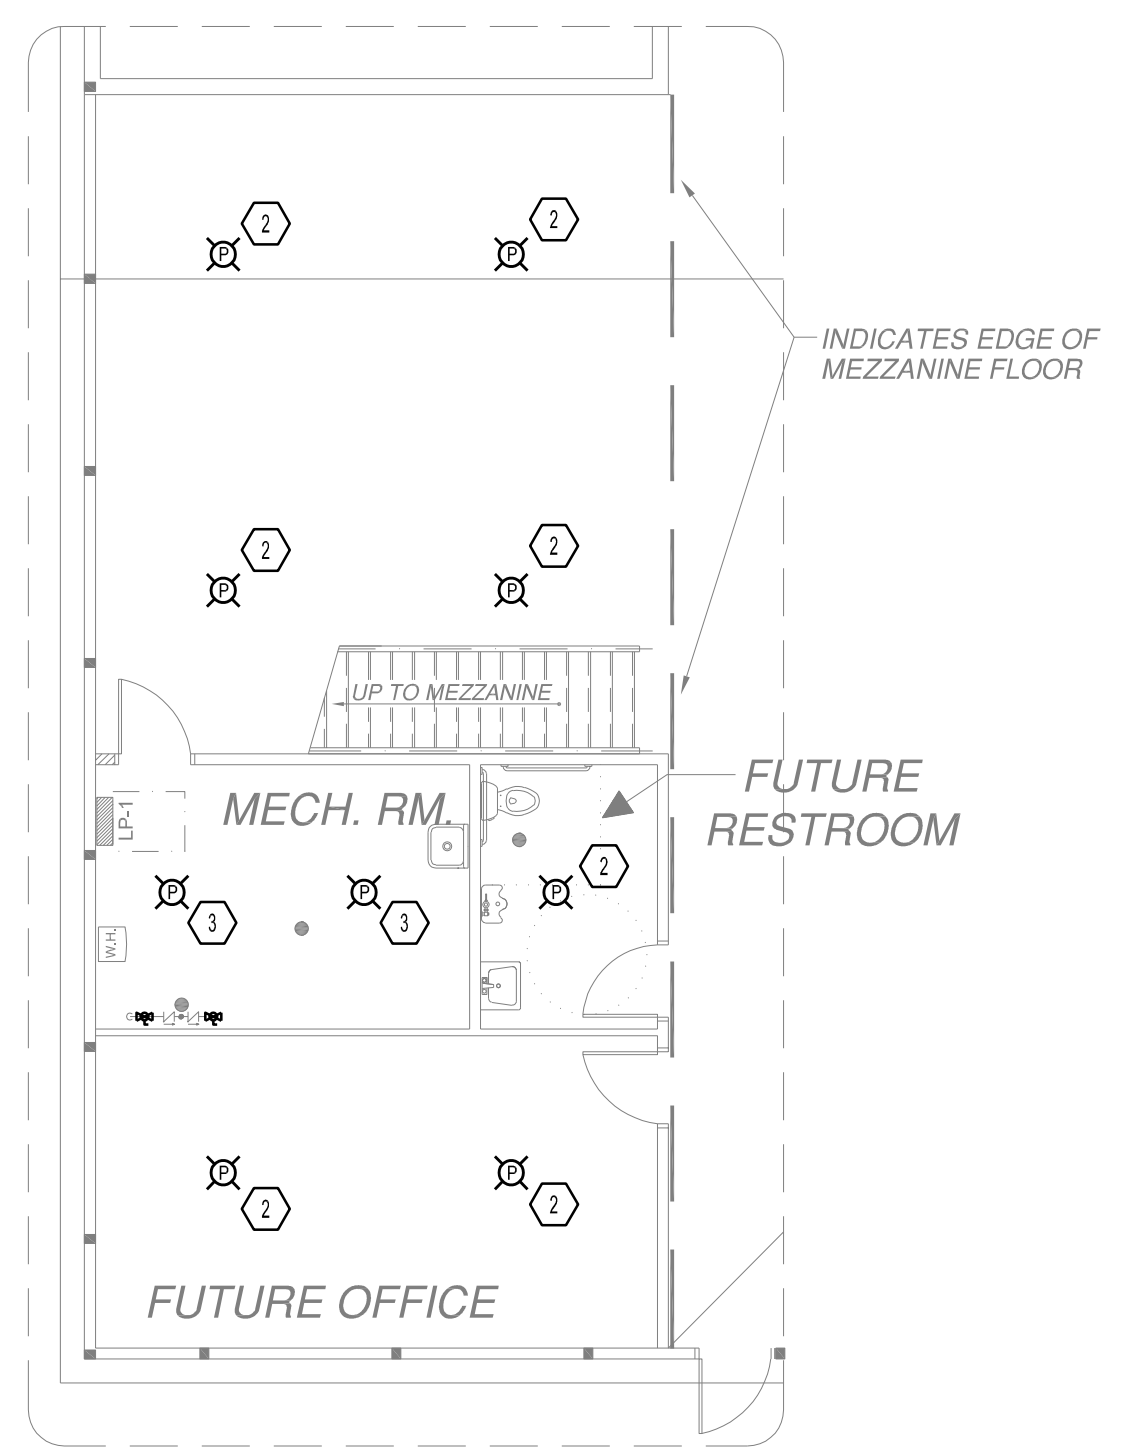 2
2
P
P
INDICATES EDGE OF
MEZZANINE FLOOR
2
2
P
P
UP TO MEZZANINE
FUTURE
RESTROOM
MECH. RM.
LP-1
2
P
P
P
3
3
W.H.
P
P
2
2
FUTURE OFFICE